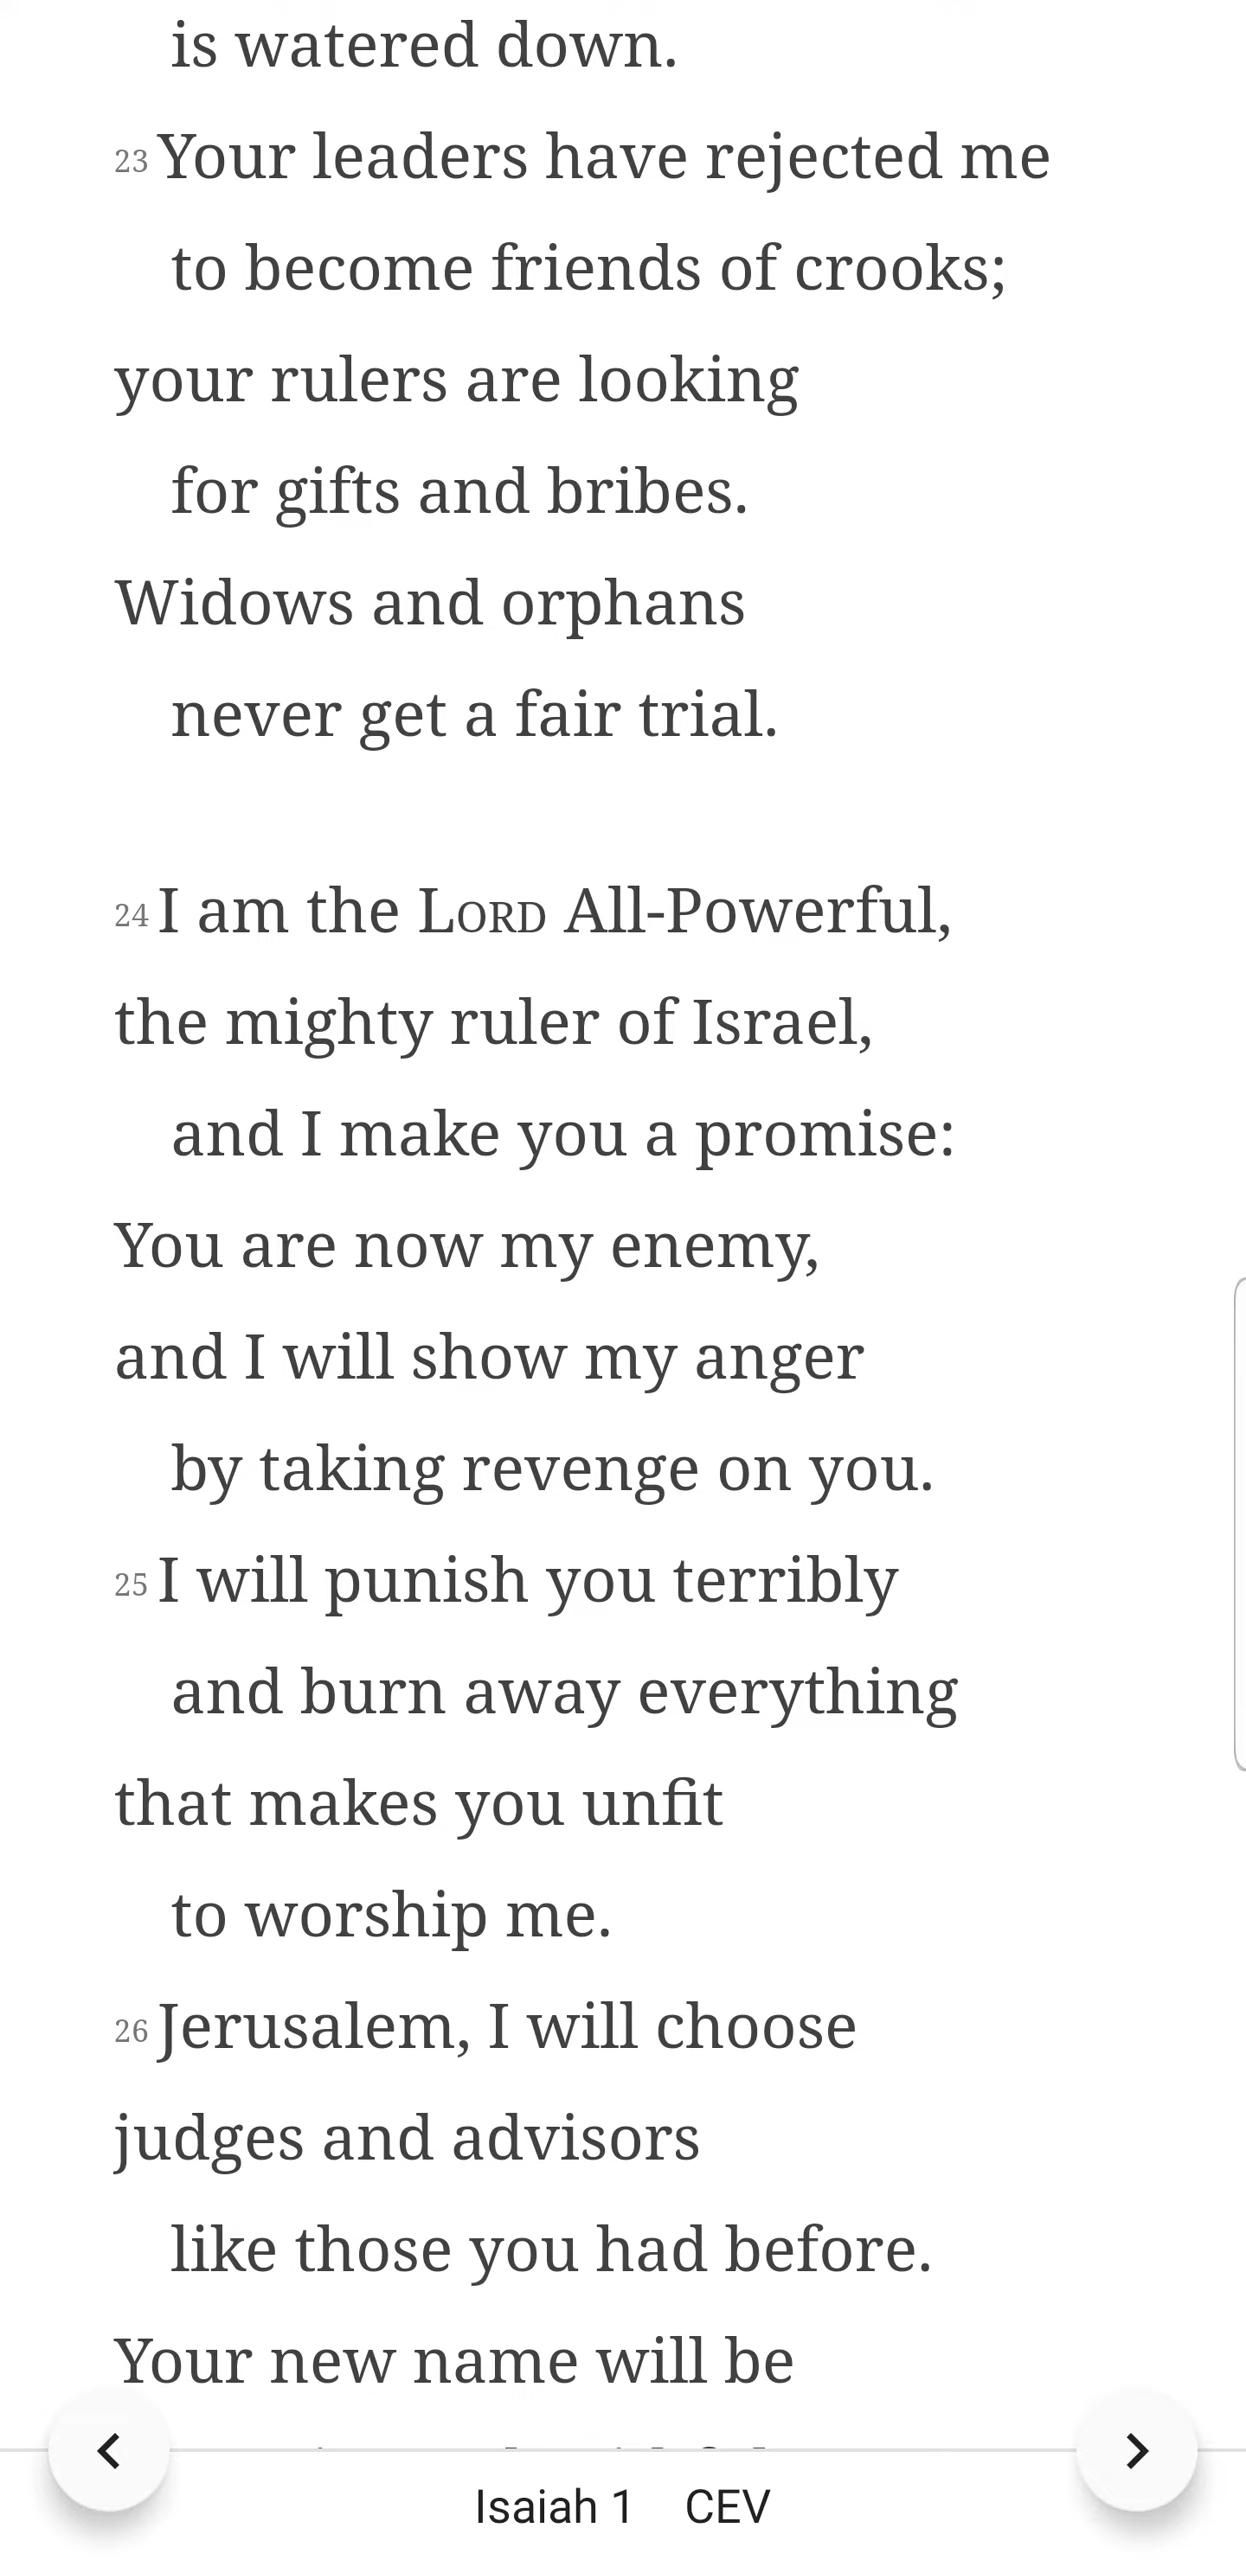 is watered down.
23 Your leaders have rejected me
to become friends of crooks;
your rulers are looking
for gifts and bribes.
Widows and orphans
never get a fair trial.
24 I am the LORD All-Powerful,
the mighty ruler of Israel,
and I make you a promise:
You are now my enemy,
and I will show my anger
by taking revenge on you.
25 I will punish you terribly
and burn away everything
that makes you unfit
to worship me.
26 Jerusalem, I will choose
judges and advisors
like those you had before.
Your new name will be
Isaiah 1 CEV